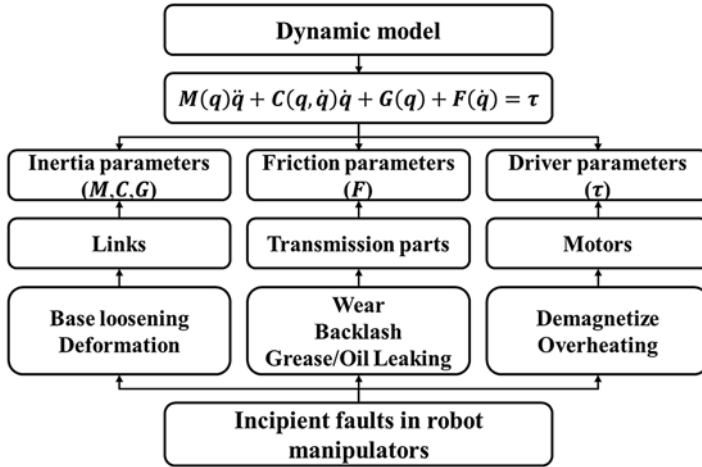 Dynamic model
M(q)q̈ + C(q, q̇)q̇ + G(q) + F(q̇) = τ
Inertia parameters
(M,C,G)
Friction parameters
(F)
Driver parameters
(τ)
Links
Transmission parts
Motors
Base loosening
Deformation
Wear
Backlash
Grease/Oil Leaking
Demagnetize
Overheating
Incipient faults in robot
manipulators